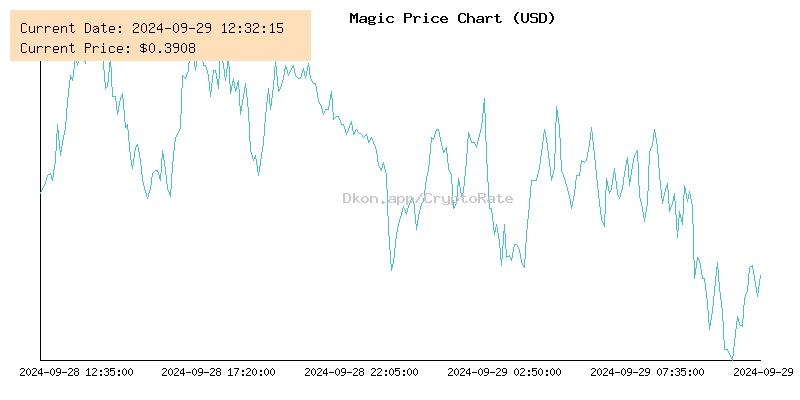 Magic Price Chart (USD)
Current Date: 2024-09-29 12:32:15
Current Price: $0.3908
Dkon.app/CryptoRate
2024-09-28 12:35:00 2024-09-28 17:20:00 2024-09-28 22:05:00 2024-09-29 02:50:00 2024-09-29 07:35:00 2024-09-29